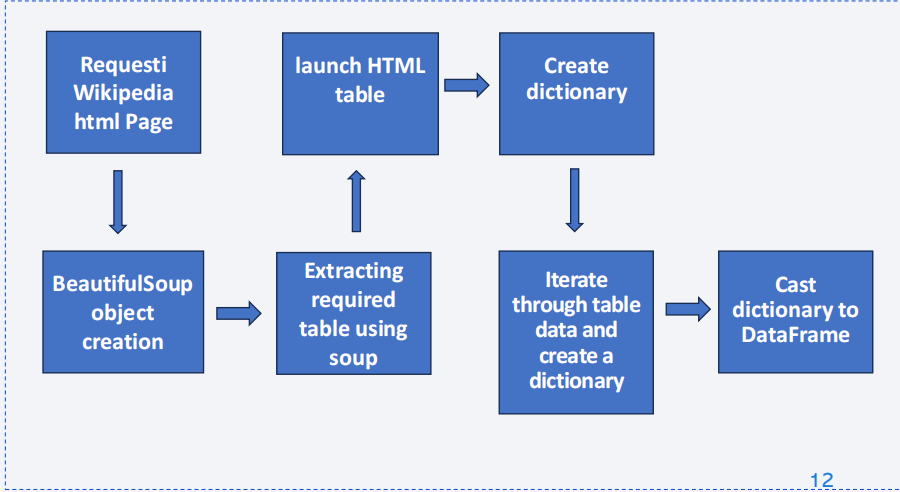 Requesti
Wikipedia
html Page
BeautifulSoup
object
creation
Extracting
required
table using
soup
launch HTML
table
Create
dictionary
Iterate
through table
data and
create a
dictionary
Cast
dictionary to
DataFrame
12